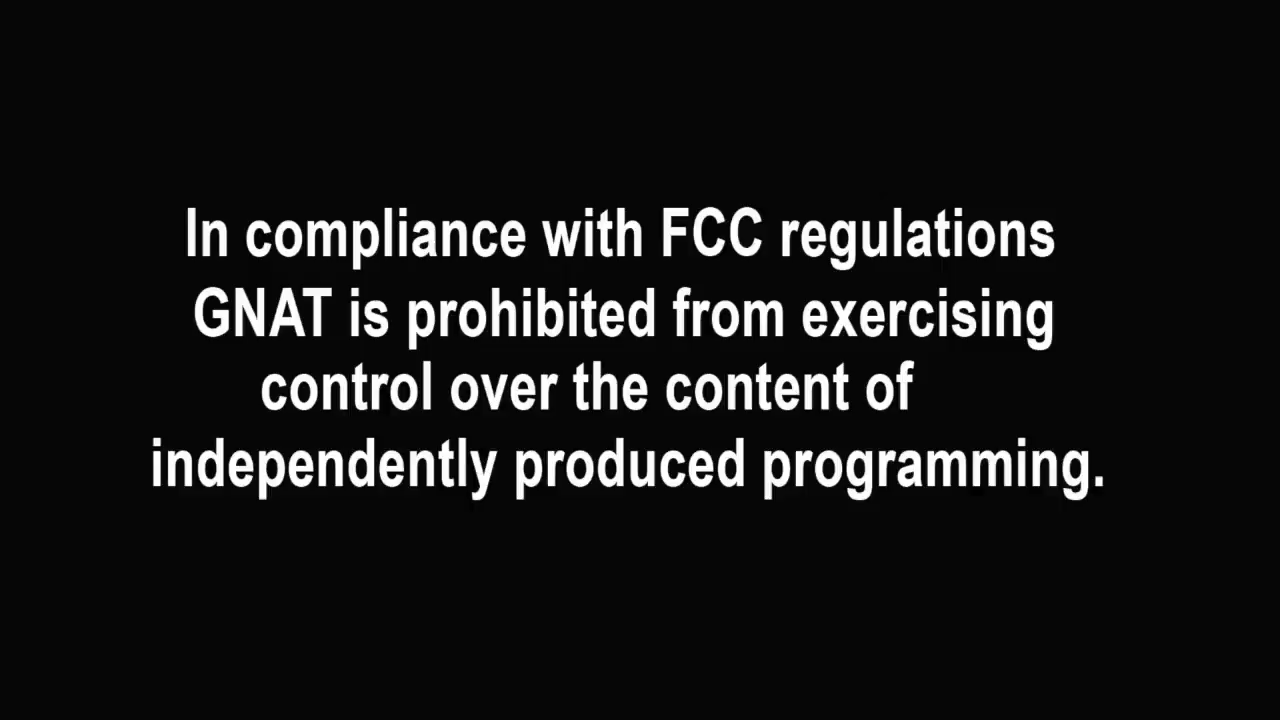 In compliance with FCC regulations
GNAT is prohibited from exercising
control over the content of
independently produced programming.